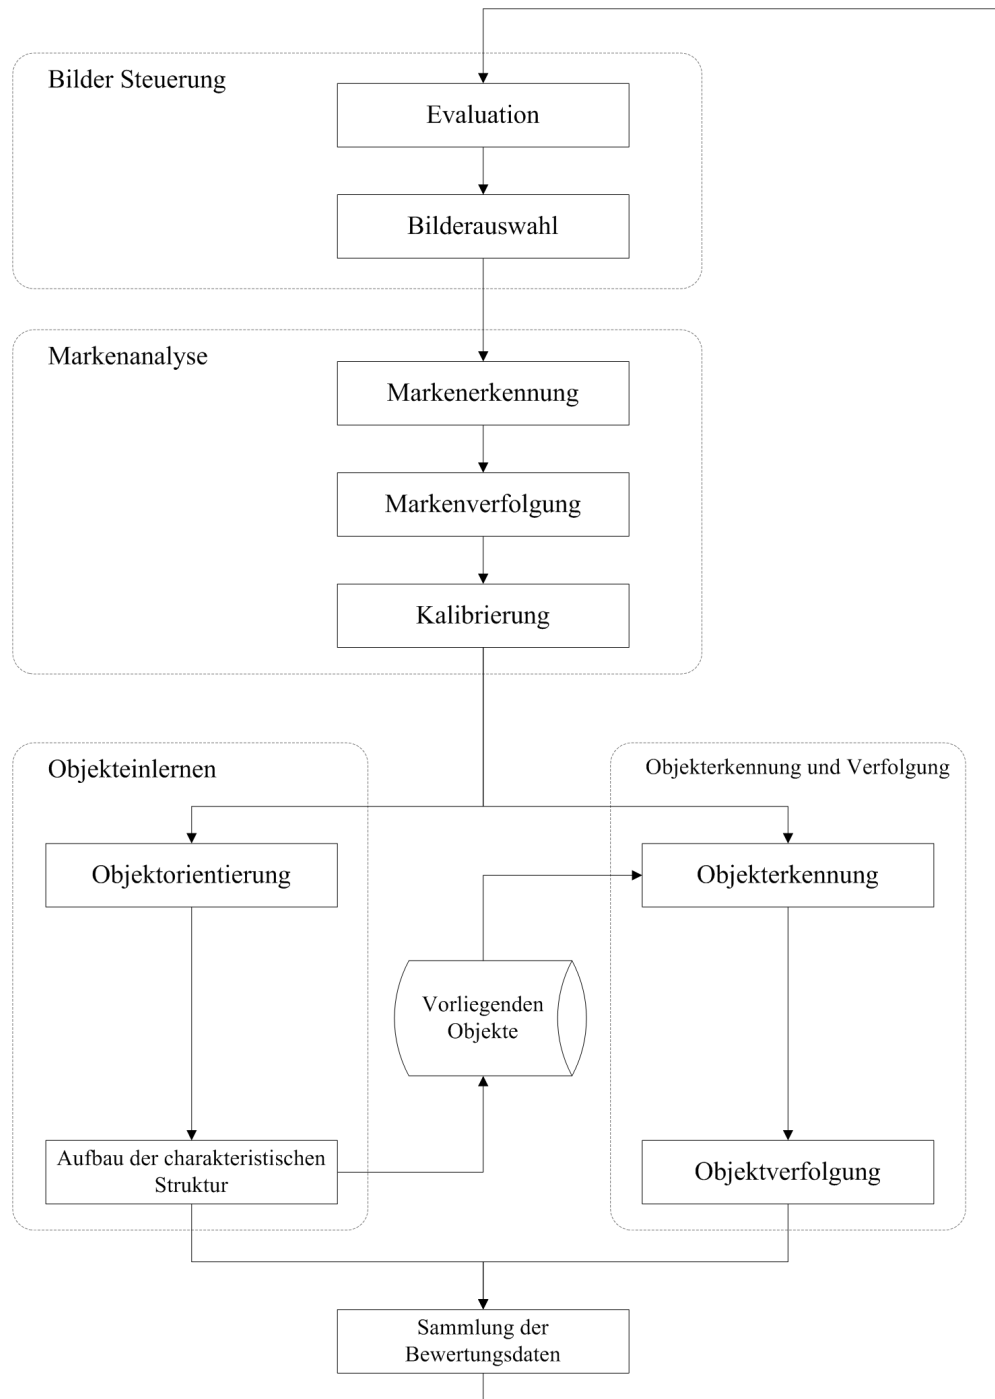 Bilder Steuerung
Evaluation
Bilderauswahl
Markenanalyse
Markenerkennung
Markenverfolgung
Kalibrierung
Objekteinlernen
Objekterkennung und Verfolgung
Objektorientierung
Objekterkennung
Vorliegenden
Objekte
Aufbau der charakteristischen
Struktur
Objektverfolgung
Sammlung der
Bewertungsdaten